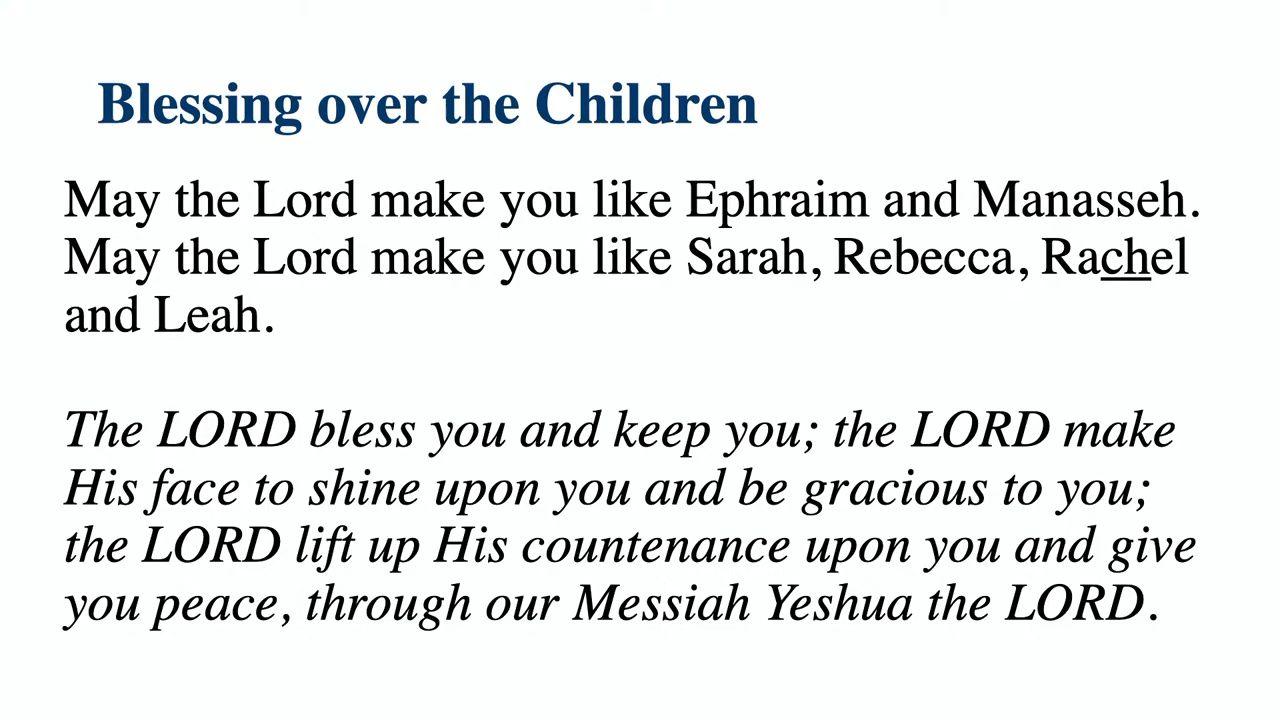 Blessing over the Children
May the Lord make you like Ephraim and Manasseh.
May the Lord make you like Sarah, Rebecca, Rachel
and Leah.
The LORD bless you and keep you; the LORD make
His face to shine upon you and be gracious to you;
the LORD lift up His countenance upon you and give
you peace, through our Messiah Yeshua the LORD.